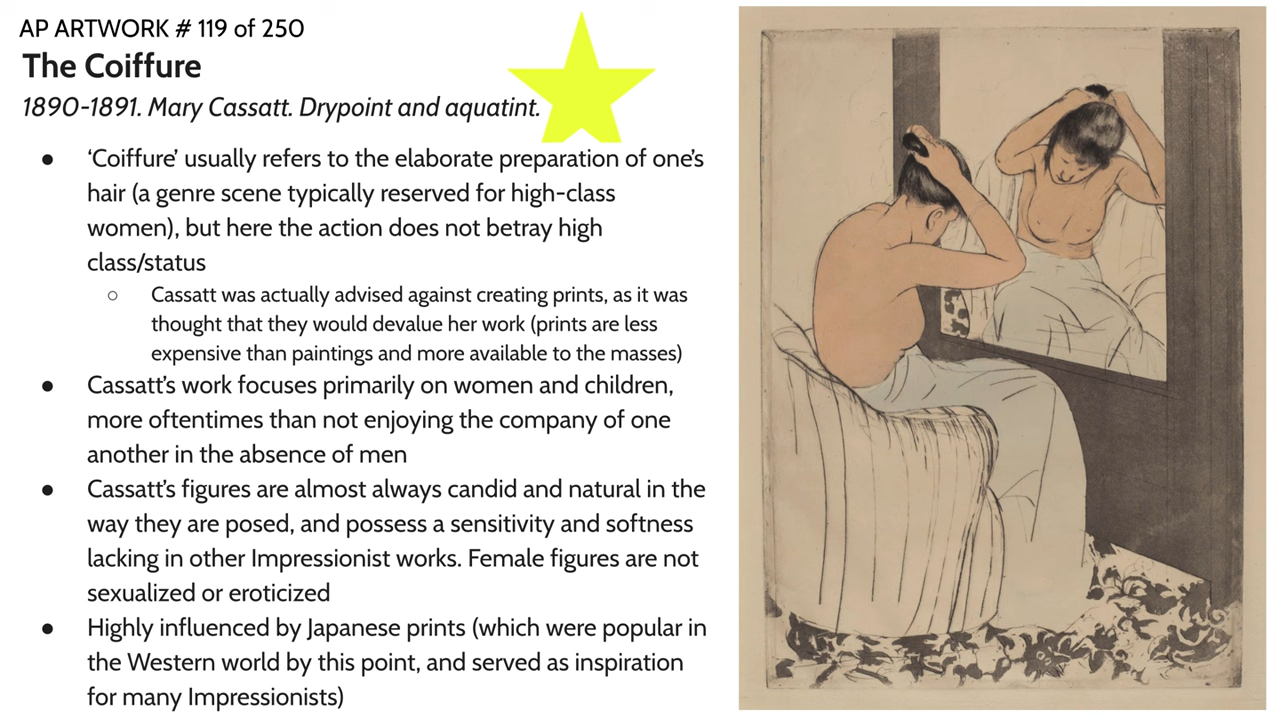 AP ARTWORK # 119 of 250
The Coiffure
1890-1891. Mary Cassatt. Drypoint and aquatint.
● ‘Coiffure’ usually refers to the elaborate preparation of one’s
hair (a genre scene typically reserved for high-class
women), but here the action does not betray high
class/status
○ Cassatt was actually advised against creating prints, as it was
thought that they would devalue her work (prints are less
expensive than paintings and more available to the masses)
● Cassatt’s work focuses primarily on women and children,
more oftentimes than not enjoying the company of one
another in the absence of men
● Cassatt’s figures are almost always candid and natural in the
way they are posed, and possess a sensitivity and softness
lacking in other Impressionist works. Female figures are not
sexualized or eroticized
● Highly influenced by Japanese prints (which were popular in
the Western world by this point, and served as inspiration
for many Impressionists)